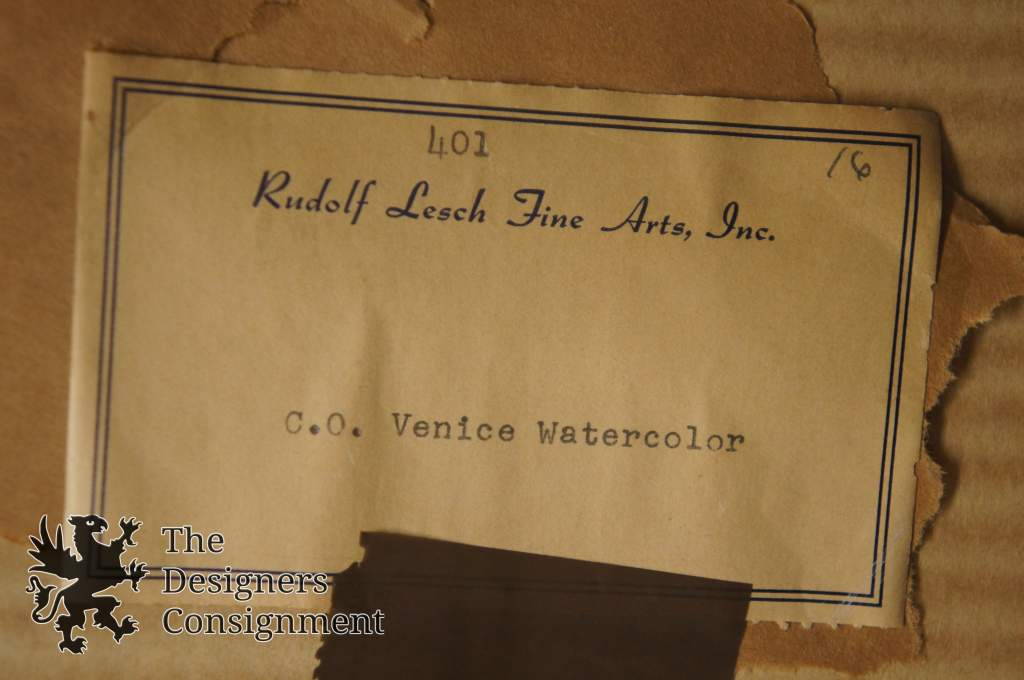 401
16
Rudolf Lesch Fine Arts, Inc.
C.O. Venice Watercolor
The
Designers
Consignment